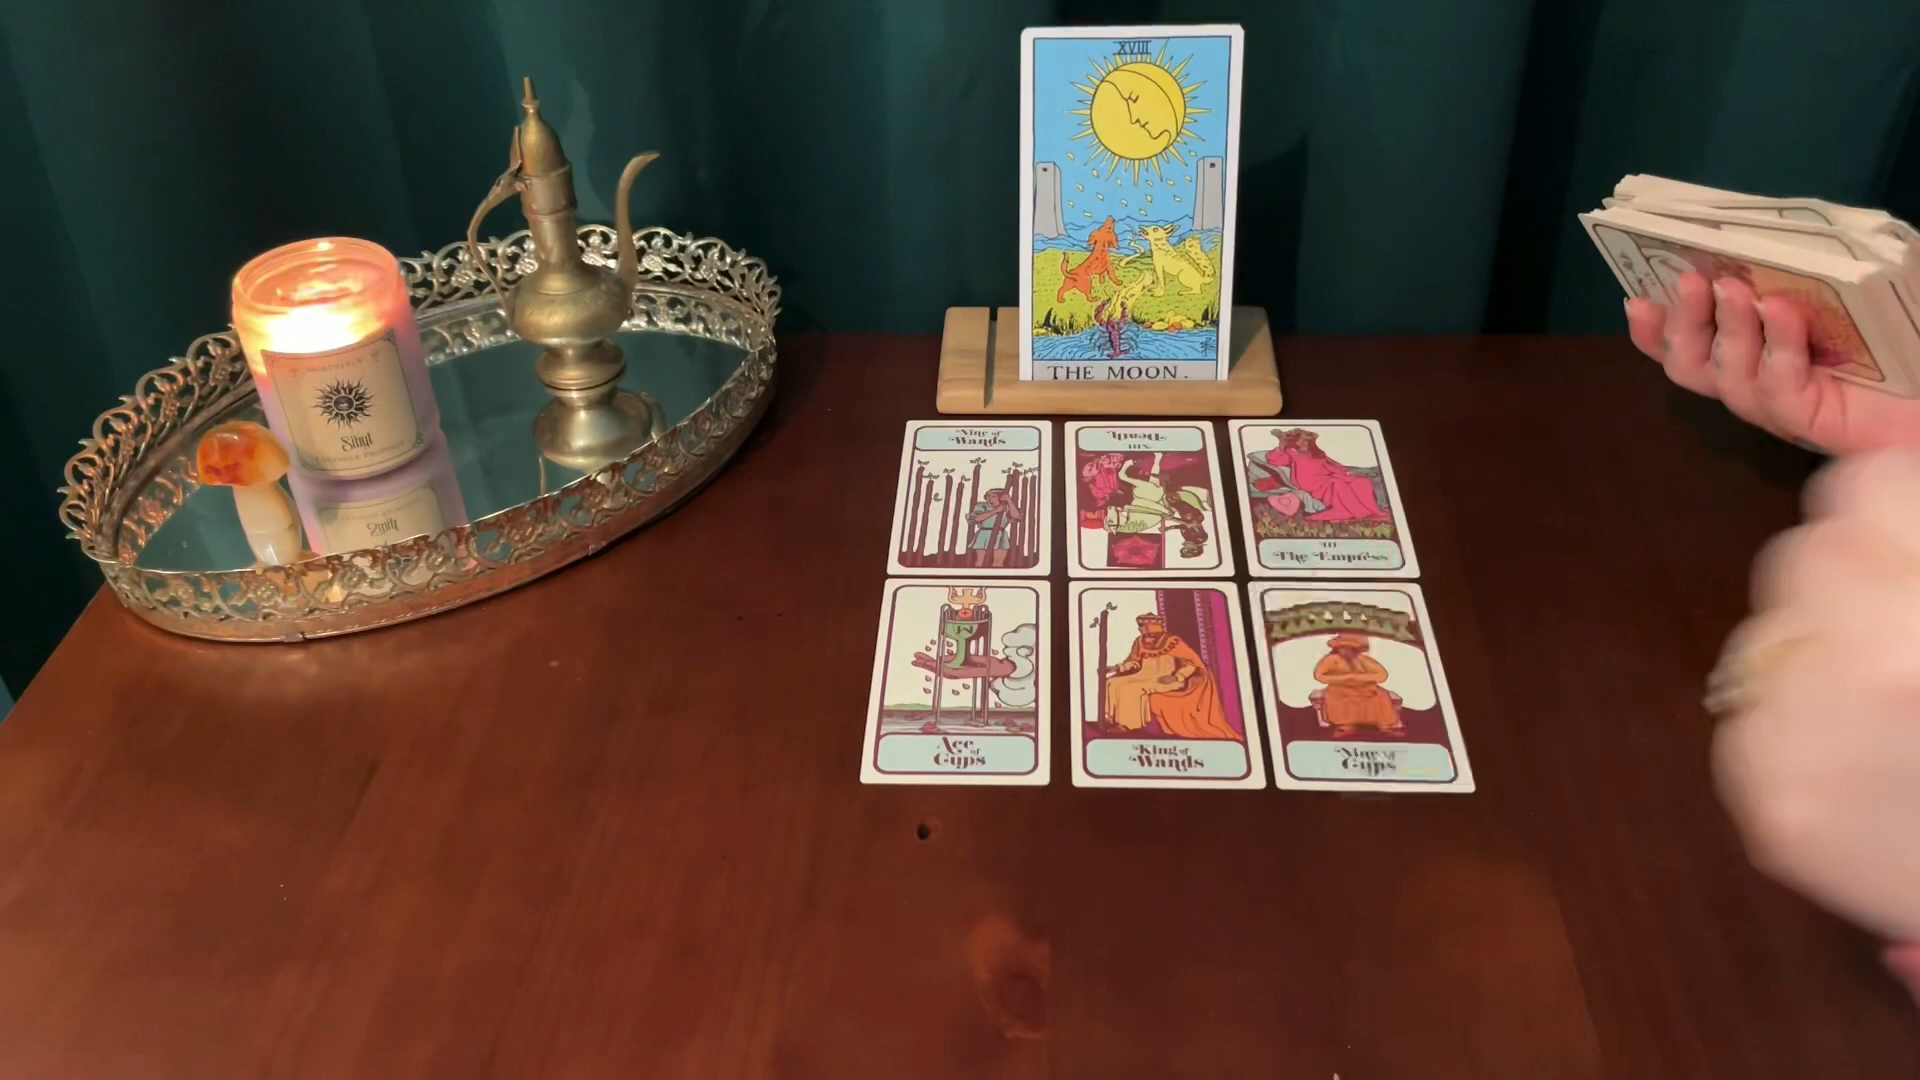 XVIII
THE MOON.
Nine of
Wands
Death
XIII
III
The Empress
Sibyl
Ace of
Cups
King of
Wands
Nine of
Cups